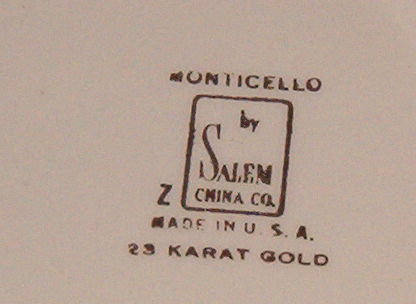 MONTICELLO
by
SALEM
Z CHINA CO.
MADE IN U. S. A.
23 KARAT GOLD